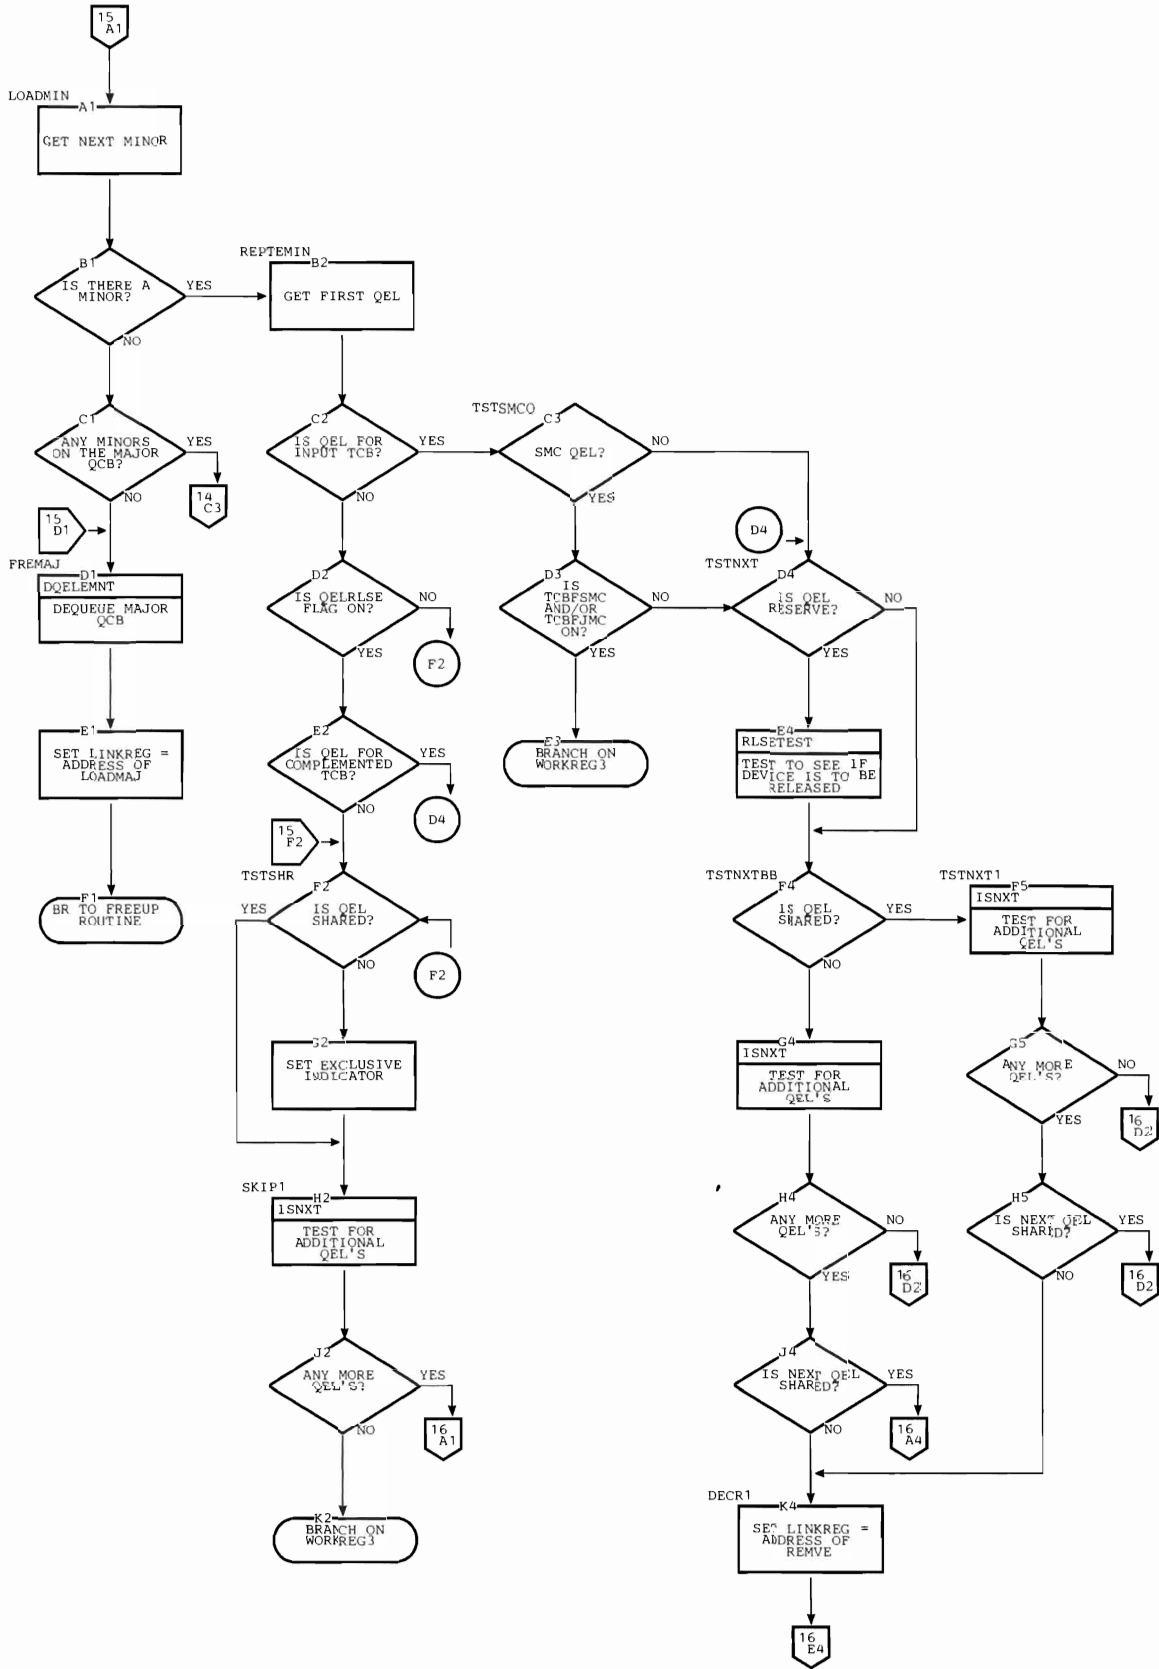 15
A1
LOADMIN
A1
GET NEXT MINOR
B1
IS THERE A
MINOR?
YES
NO
REPTEMIN
B2
GET FIRST QEL
C1
ANY MINORS
ON THE MAJOR
QCB?
YES
NO
14
C3
C2
IS QEL FOR
INPUT TCB?
YES
NO
TSTSMCQ
C3
SMC QEL?
NO
YES
15
D1
FREMAJ
D1
DQELEMNT
DEQUEUE MAJOR
QCB
D2
IS QELRLSE
FLAG ON?
NO
YES
F2
D3
IS
TCBFSMC
AND/OR
TCBFJMC
ON?
NO
YES
D4
TSTNXT
D4
IS QEL
RESERVE?
NO
YES
E1
SET LINKREG =
ADDRESS OF
LOADMAJ
E2
IS QEL FOR
COMPLEMENTED
TCB?
YES
NO
D4
E3
BRANCH ON
WORKREG3
E4
RLSETEST
TEST TO SEE IF
DEVICE IS TO BE
RELEASED
15
F2
F1
BR TO FREEUP
ROUTINE
TSTSHR
F2
YES
IS QEL
SHARED?
NO
F2
TSTNXTBB
F4
IS QEL
SHARED?
YES
NO
TSTNXT1
F5
ISNXT
TEST FOR
ADDITIONAL
QEL'S
G2
SET EXCLUSIVE
INDICATOR
G4
ISNXT
TEST FOR
ADDITIONAL
QEL'S
G5
ANY MORE
QEL'S?
NO
YES
16
D2
SKIP1
H2
ISNXT
TEST FOR
ADDITIONAL
QEL'S
H4
ANY MORE
QEL'S?
NO
YES
16
D2
H5
IS NEXT QEL
SHARED?
YES
NO
16
D2
J2
ANY MORE
QEL'S?
YES
NO
16
A1
J4
IS NEXT QEL
SHARED?
YES
NO
16
A4
K2
BRANCH ON
WORKREG3
DECR1
K4
SET LINKREG =
ADDRESS OF
REMVE
16
E4